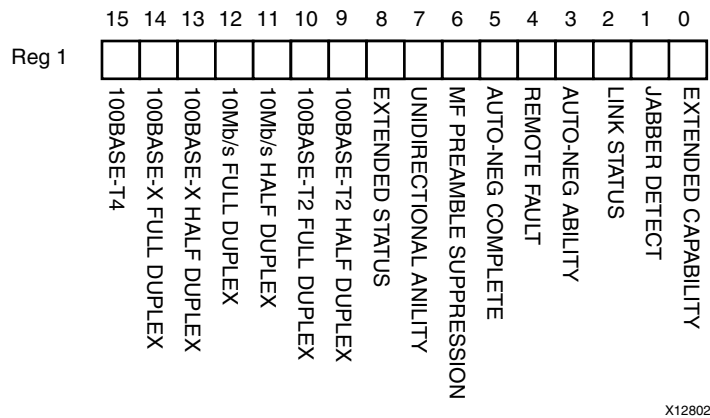 15 14 13 12 11 10 9 8 7 6 5 4 3 2 1 0
Reg 1
100BASE-T4
100BASE-X FULL DUPLEX
100BASE-X HALF DUPLEX
10Mb/s FULL DUPLEX
10Mb/s HALF DUPLEX
100BASE-T2 FULL DUPLEX
100BASE-T2 HALF DUPLEX
EXTENDED STATUS
UNIDIRECTIONAL ANILITY
MF PREAMBLE SUPPRESSION
AUTO-NEG COMPLETE
REMOTE FAULT
AUTO-NEG ABILITY
LINK STATUS
JABBER DETECT
EXTENDED CAPABILITY
X12802